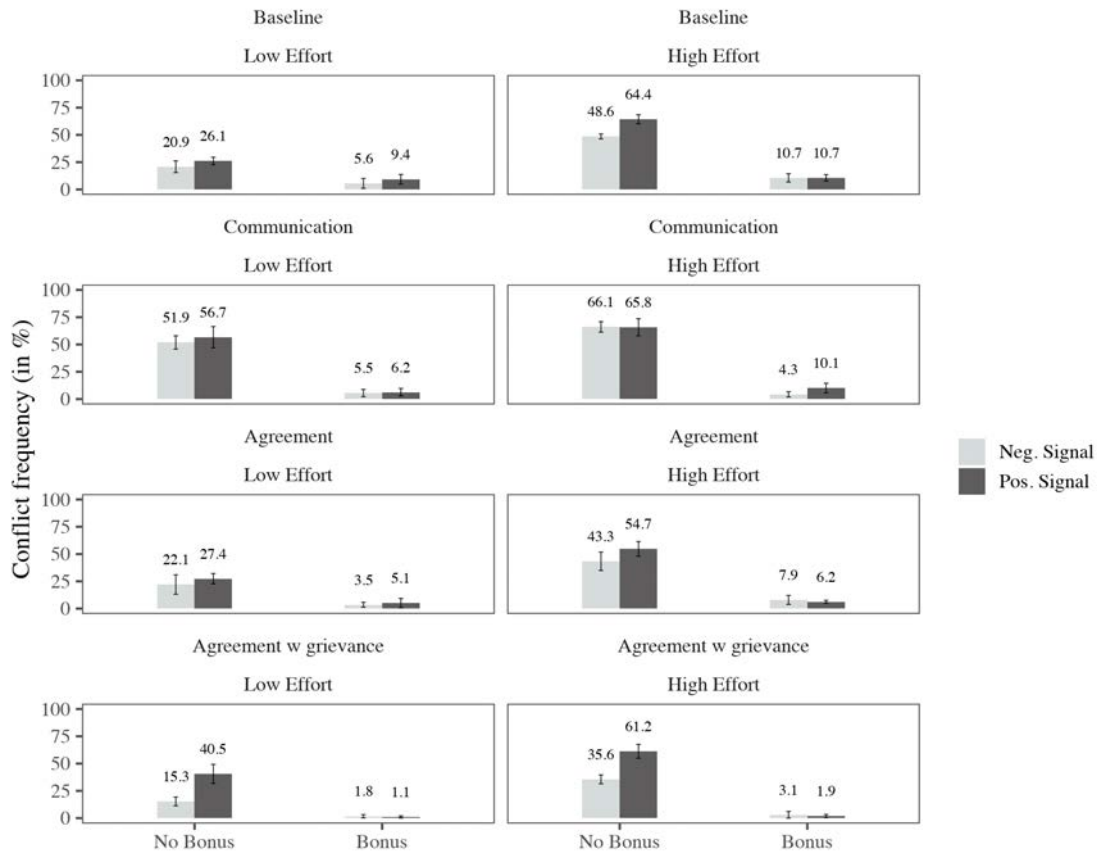 Baseline Baseline
Low Effort High Effort
100
75
50
25
0
20.9 26.1 5.6 9.4
48.6 64.4 10.7 10.7
Communication Communication
Low Effort High Effort
100
75
50
25
0
51.9 56.7 5.5 6.2
66.1 65.8 4.3 10.1
Agreement Agreement
Low Effort High Effort
100
75
50
25
0
22.1 27.4 3.5 5.1
43.3 54.7 7.9 6.2
Agreement w grievance Agreement w grievance
Low Effort High Effort
100
75
50
25
0
15.3 40.5 1.8 1.1
35.6 61.2 3.1 1.9
No Bonus Bonus No Bonus Bonus
Conflict frequency (in %)
Neg. Signal
Pos. Signal